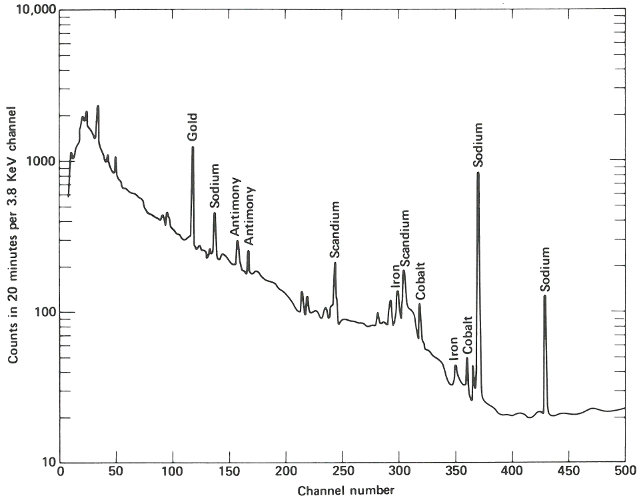 10,000
1000
100
10
Counts in 20 minutes per 3.8 KeV channel
Gold
Sodium
Antimony
Antimony
Scandium
Iron
Scandium
Cobalt
Iron
Cobalt
Sodium
Sodium
0 50 100 150 200 250 300 350 400 450 500
Channel number